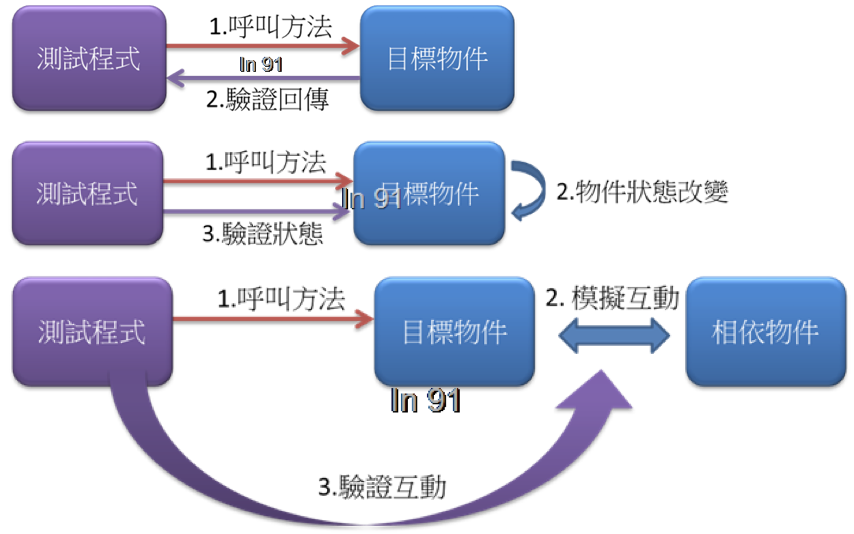 測試程式
1.呼叫方法
In 91
2.驗證回傳
目標物件
測試程式
1.呼叫方法
In 91
3.驗證狀態
目標物件
2.物件狀態改變
測試程式
1.呼叫方法
目標物件
In 91
2. 模擬互動
相依物件
3.驗證互動